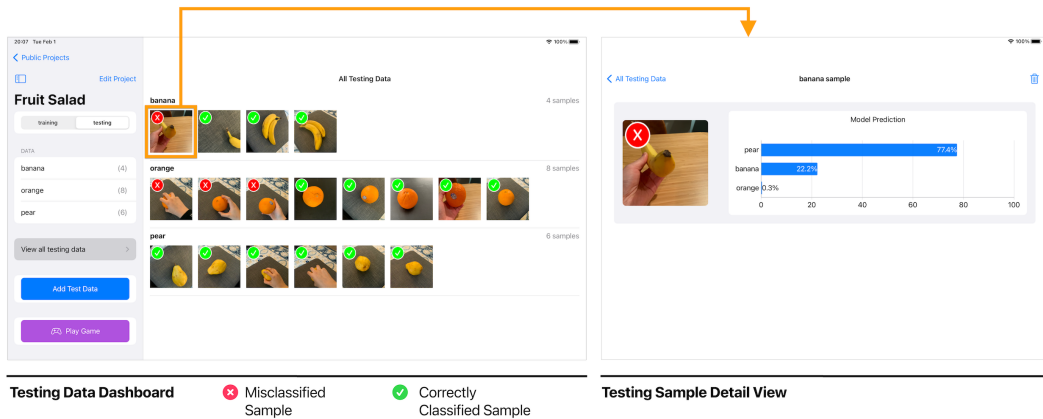 20:07 Tue Feb 1
100%
Public Projects
Edit Project
Fruit Salad
training testing
DATA
banana (4)
orange (8)
pear (6)
View all testing data
Add Test Data
Play Game
All Testing Data
banana 4 samples
orange 8 samples
pear 6 samples
100%
All Testing Data
banana sample
Model Prediction
pear 77.4%
banana 22.2%
orange 0.3%
0 20 40 60 80 100
Testing Data Dashboard
Misclassified
Sample
Correctly
Classified Sample
Testing Sample Detail View